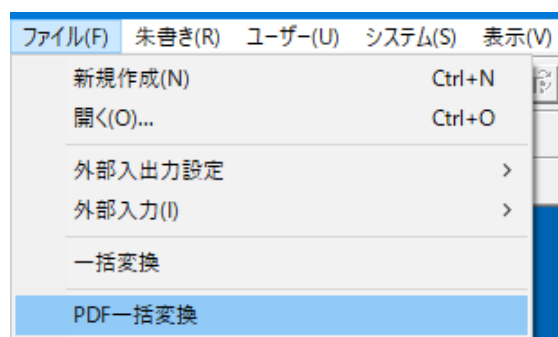 ファイル(F) 朱書き(R) ユーザー(U) システム(S) 表示(V)
新規作成(N) Ctrl+N
開く(O)... Ctrl+O
外部入出力設定
外部入力(I)
一括変換
PDF一括変換